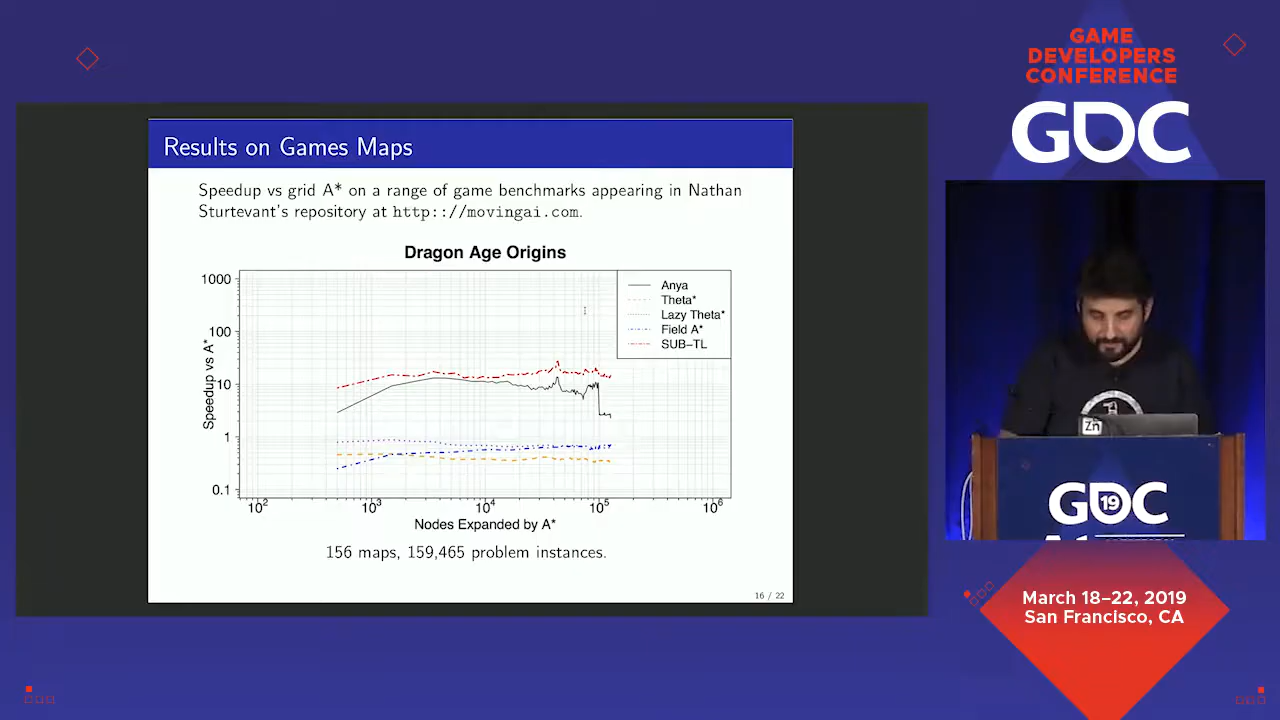 GAME
DEVELOPERS
CONFERENCE
GDC
Results on Games Maps
Speedup vs grid A* on a range of game benchmarks appearing in Nathan
Sturtevant's repository at http:://movingai.com.
Dragon Age Origins
Speedup vs A*
1000
100
10
1
0.1
Anya
Theta*
Lazy Theta*
Field A*
SUB-TL
10²
10³
10⁴
10⁵
10⁶
Nodes Expanded by A*
156 maps, 159,465 problem instances.
16 / 22
Zn
GDC
19
March 18–22, 2019
San Francisco, CA